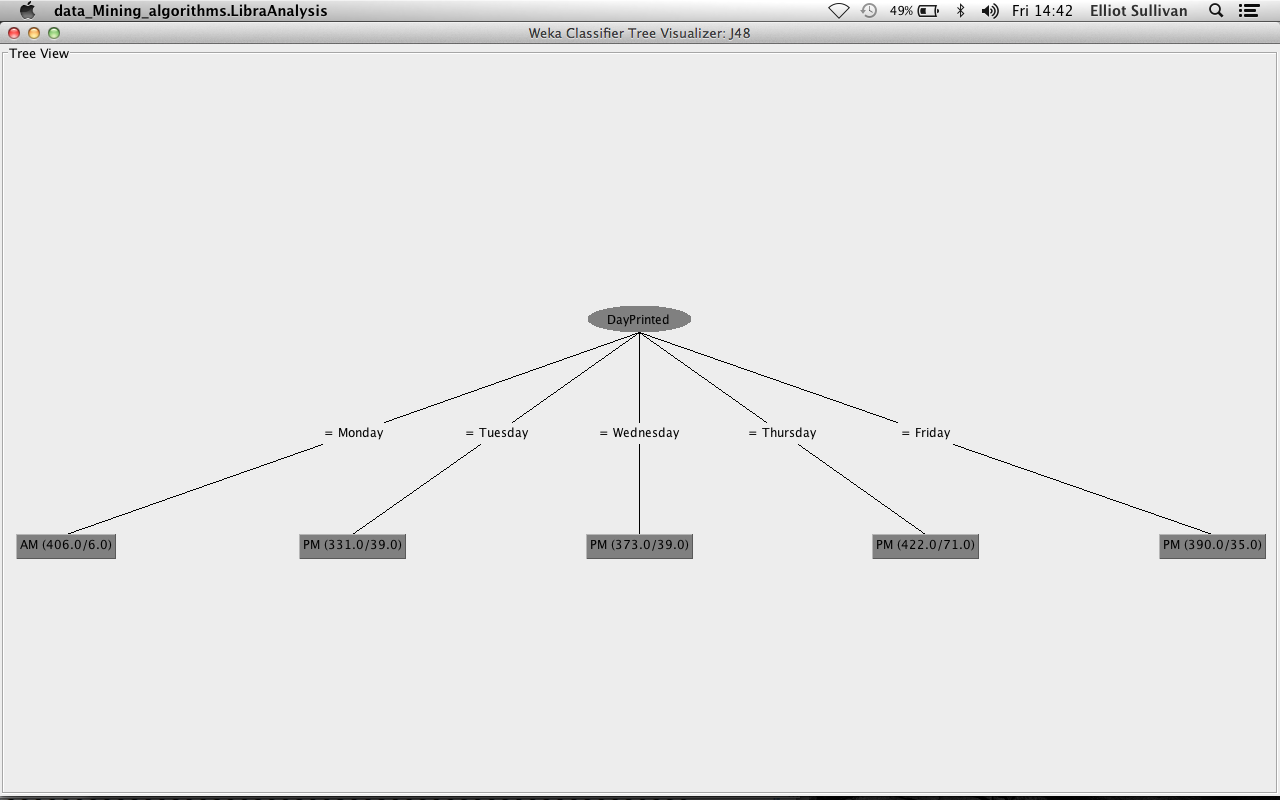 data_Mining_algorithms.LibraAnalysis 49% Fri 14:42 Elliot Sullivan
Weka Classifier Tree Visualizer: J48
Tree View
DayPrinted
= Monday = Tuesday = Wednesday = Thursday = Friday
AM (406.0/6.0) PM (331.0/39.0) PM (373.0/39.0) PM (422.0/71.0) PM (390.0/35.0)